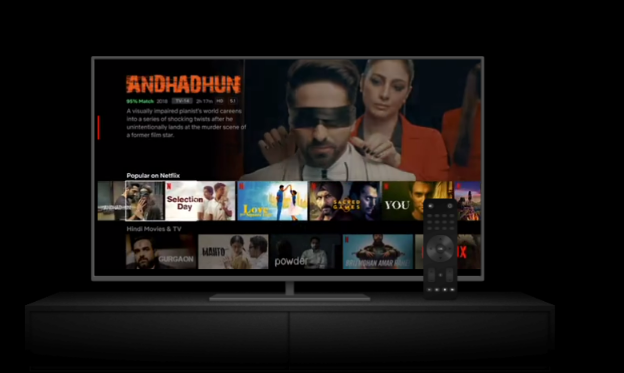 ANDHADHUN
95% Match 2018 TV-14 2h 17m HD 5.1
A visually impaired pianist's world careens
into a series of shocking twists after he
unintentionally lands at the murder scene of
a former film star.
Popular on Netflix
Selection
Day
LOVE
SACRED
GAMES
YOU
Hindi Movies & TV
GURGAON
MANTO
powder